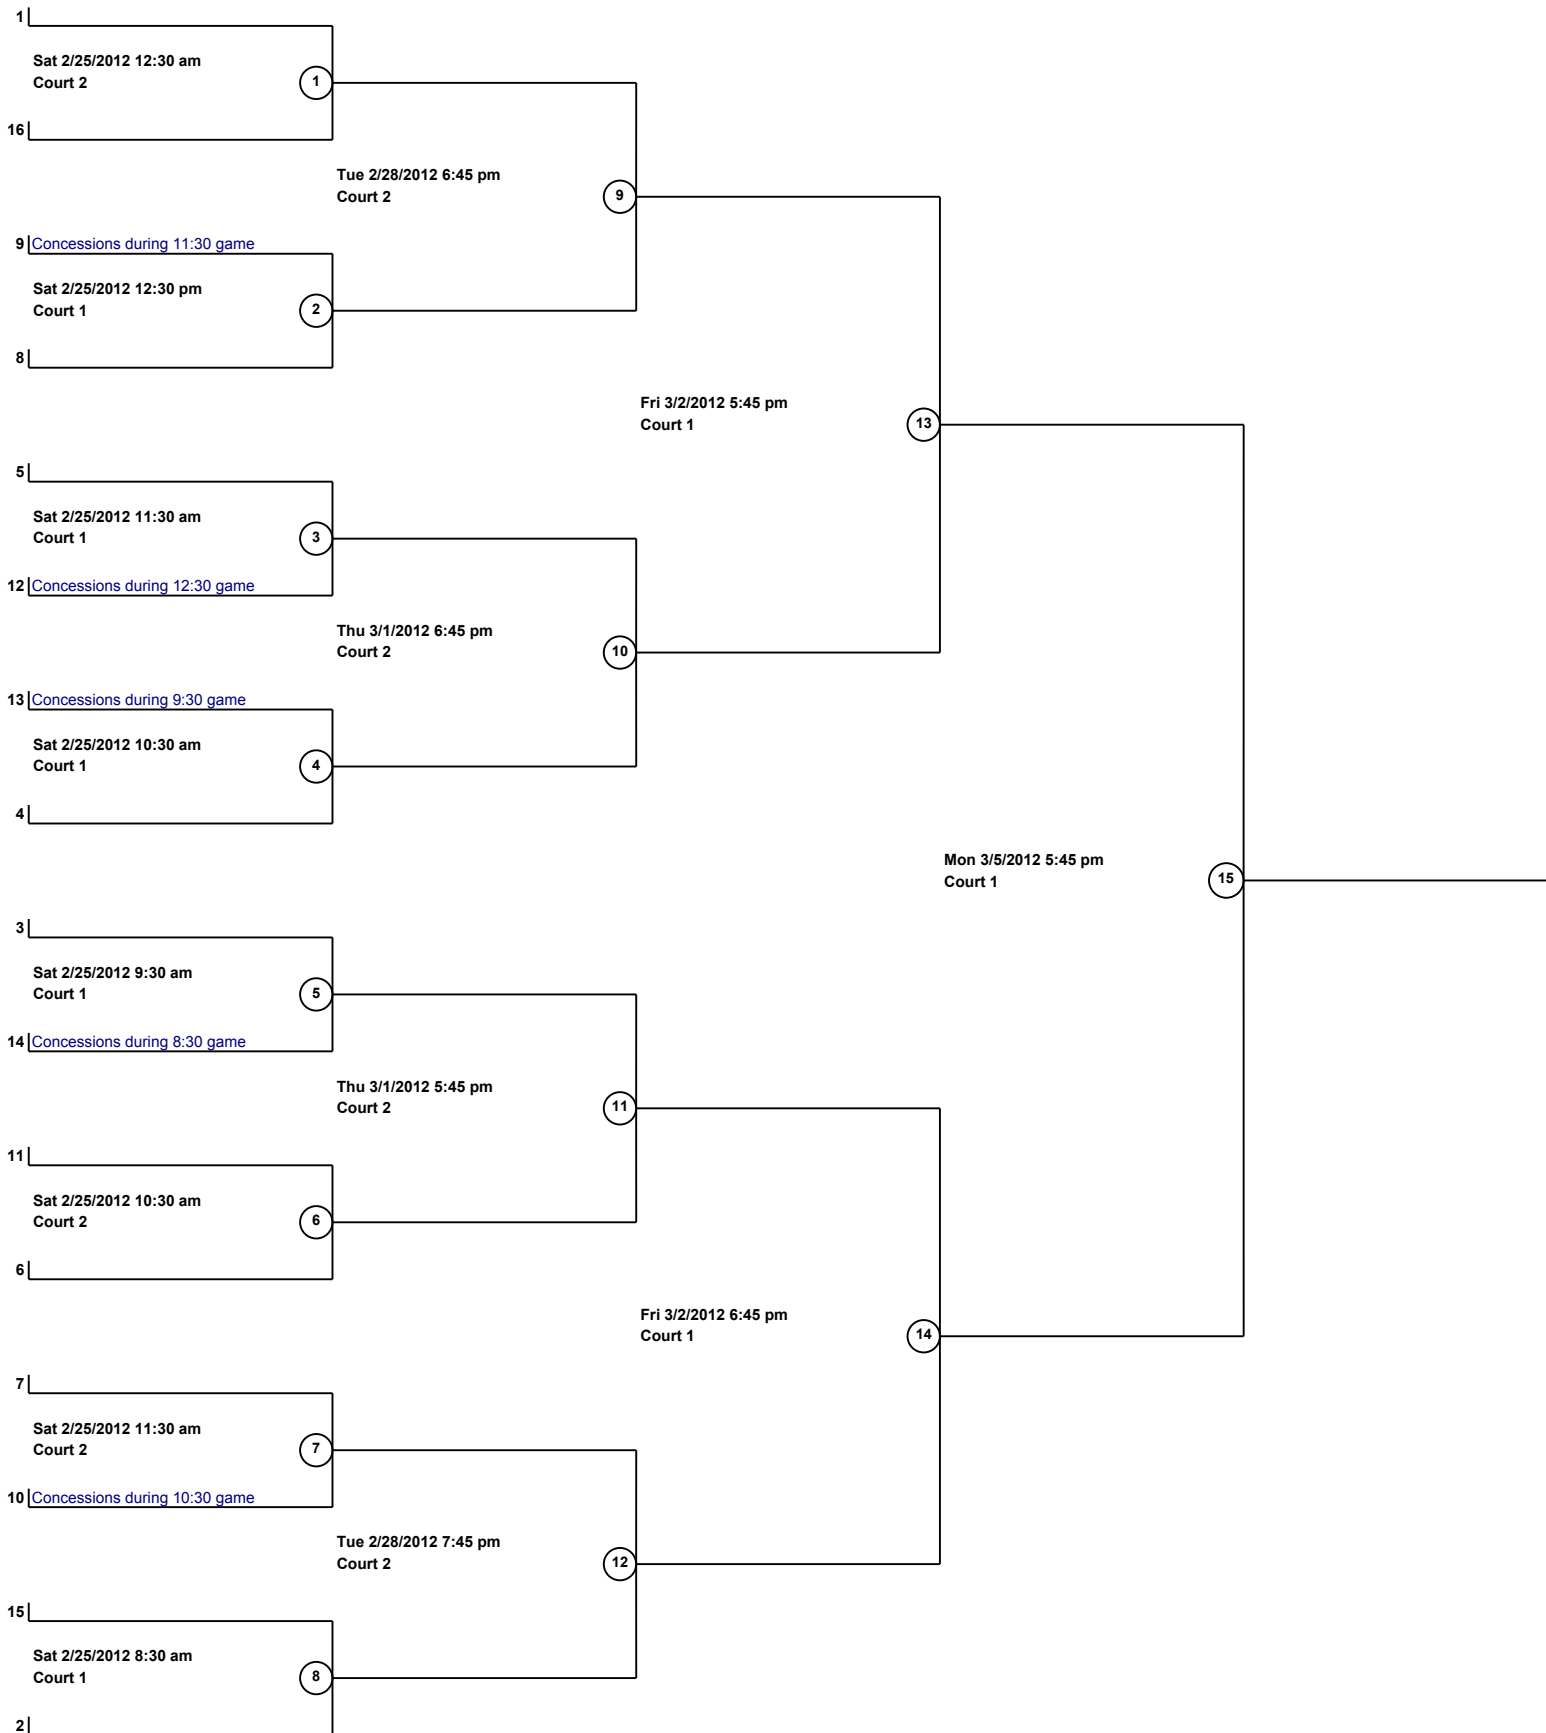 1
Sat 2/25/2012 12:30 am
Court 2
1
16
Tue 2/28/2012 6:45 pm
Court 2
9
9 Concessions during 11:30 game
Sat 2/25/2012 12:30 pm
Court 1
2
8
Fri 3/2/2012 5:45 pm
Court 1
13
5
Sat 2/25/2012 11:30 am
Court 1
3
12 Concessions during 12:30 game
Thu 3/1/2012 6:45 pm
Court 2
10
13 Concessions during 9:30 game
Sat 2/25/2012 10:30 am
Court 1
4
4
Mon 3/5/2012 5:45 pm
Court 1
15
3
Sat 2/25/2012 9:30 am
Court 1
5
14 Concessions during 8:30 game
Thu 3/1/2012 5:45 pm
Court 2
11
11
Sat 2/25/2012 10:30 am
Court 2
6
6
Fri 3/2/2012 6:45 pm
Court 1
14
7
Sat 2/25/2012 11:30 am
Court 2
7
10 Concessions during 10:30 game
Tue 2/28/2012 7:45 pm
Court 2
12
15
Sat 2/25/2012 8:30 am
Court 1
8
2